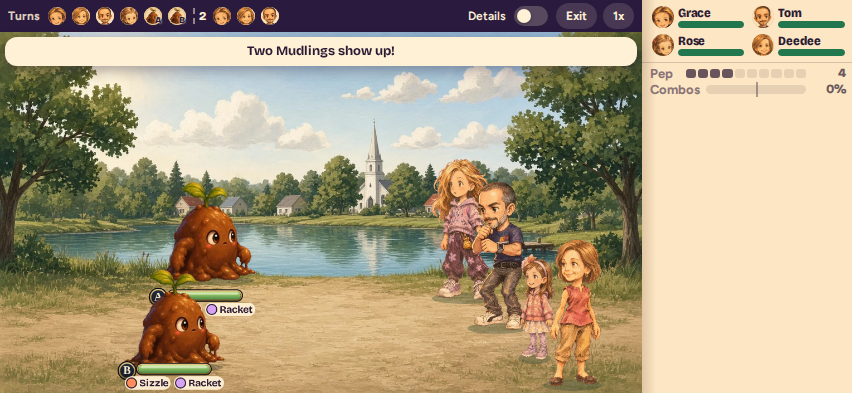 Turns
2
Details
Exit
1x
Two Mudlings show up!
Grace
Tom
Rose
Deedee
Pep
4
Combos
0%
A
Racket
B
Sizzle
Racket